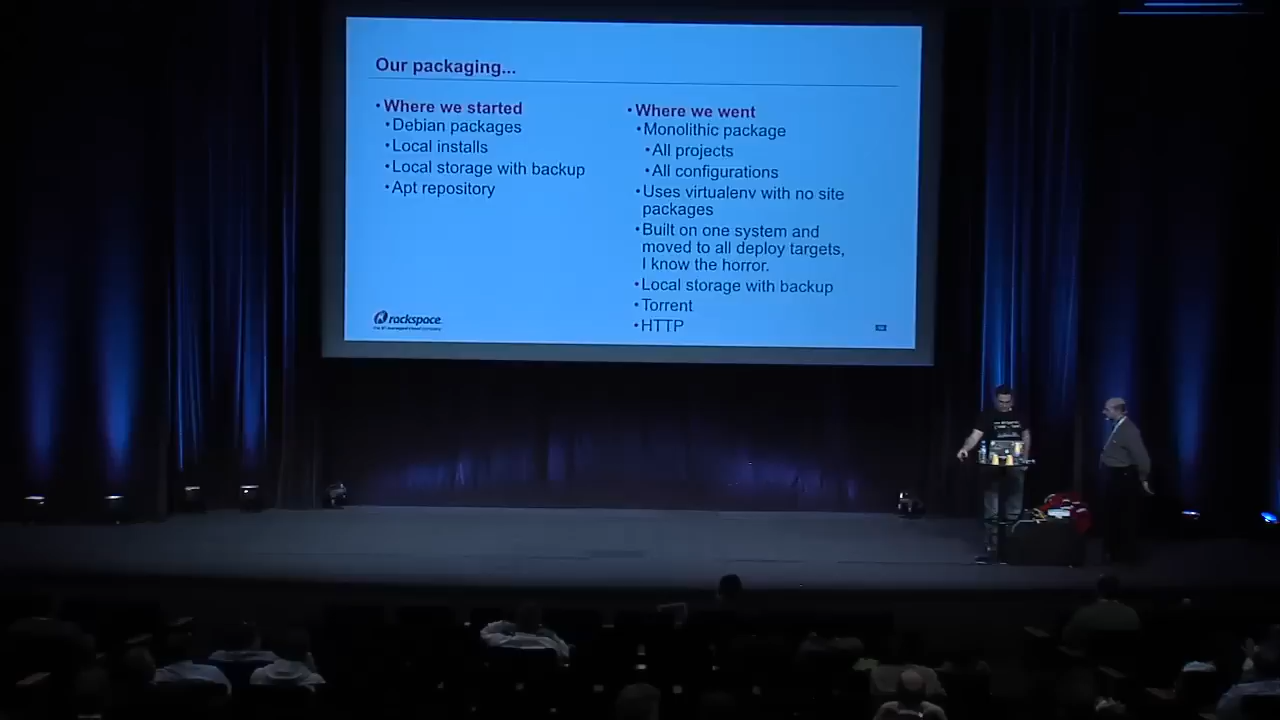 Our packaging...
•Where we started
•Debian packages
•Local installs
•Local storage with backup
•Apt repository
•Where we went
•Monolithic package
•All projects
•All configurations
•Uses virtualenv with no site
packages
•Built on one system and
moved to all deploy targets,
I know the horror.
•Local storage with backup
•Torrent
•HTTP
rackspace